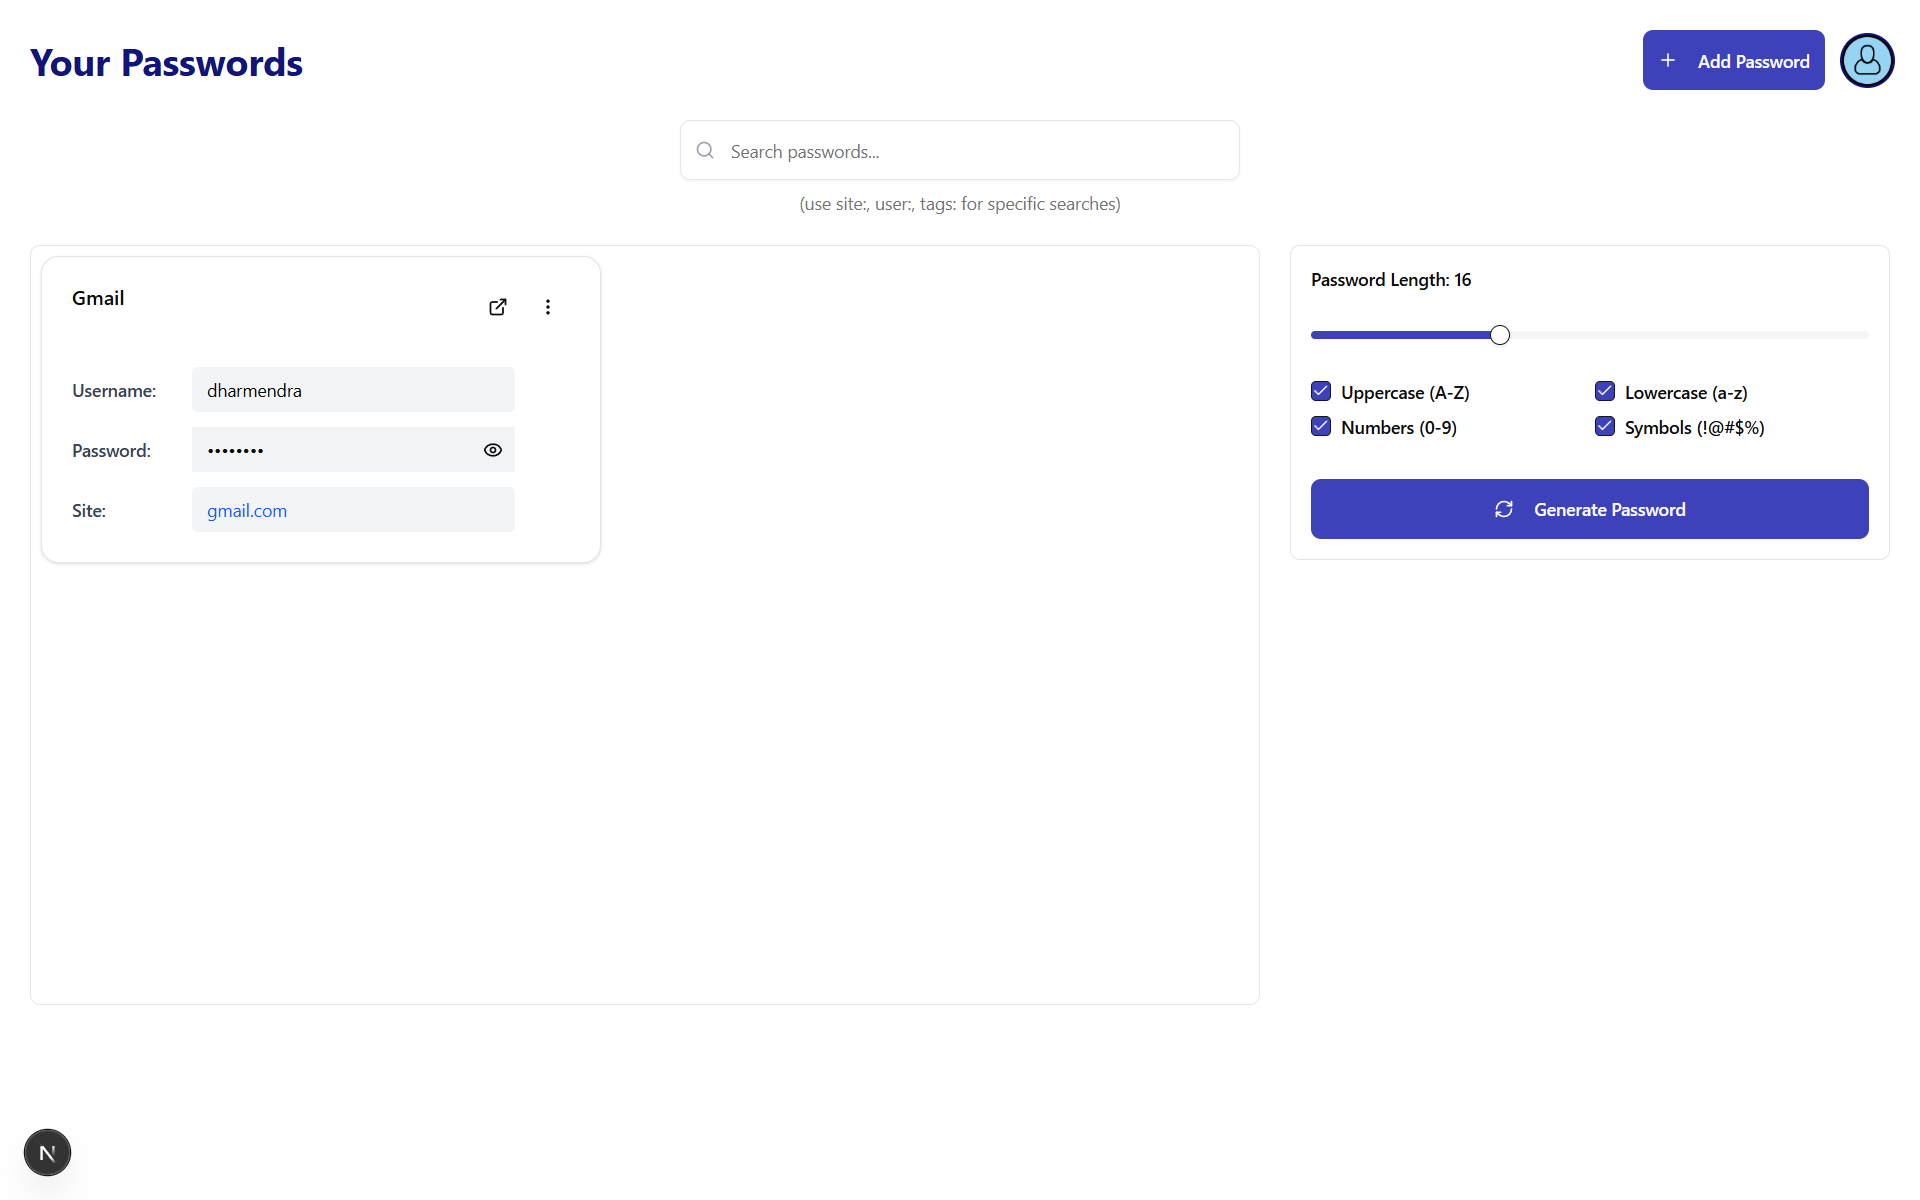 Your Passwords
Add Password
Search passwords...
(use site:, user:, tags: for specific searches)
Gmail
Username: dharmendra
Password: ••••••••
Site: gmail.com
Password Length: 16
Uppercase (A-Z) Lowercase (a-z)
Numbers (0-9) Symbols (!@#$%)
Generate Password
N